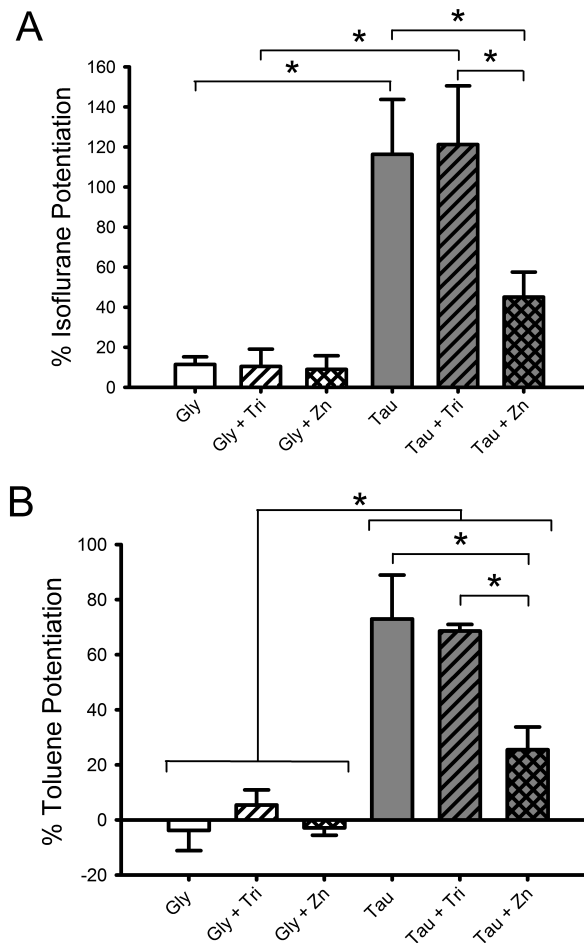 A
*
*
*
*
% Isoflurane Potentiation
160
140
120
100
80
60
40
20
0
Gly
Gly + Tri
Gly + Zn
Tau
Tau + Tri
Tau + Zn
B
*
*
*
% Toluene Potentiation
100
80
60
40
20
0
-20
Gly
Gly + Tri
Gly + Zn
Tau
Tau + Tri
Tau + Zn